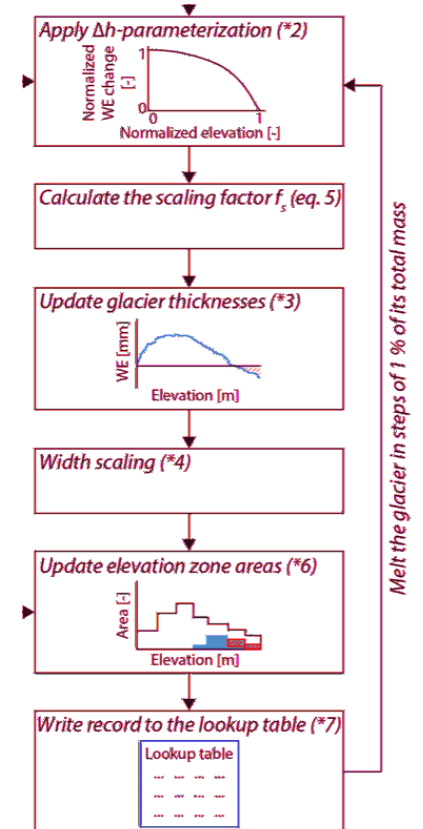 Apply Δh-parameterization (*2)
Normalized
WE change
[-]
1
0
0
1
Normalized elevation [-]
Calculate the scaling factor fs (eq. 5)
Update glacier thicknesses (*3)
WE [mm]
Elevation [m]
Width scaling (*4)
Update elevation zone areas (*6)
Area [-]
Elevation [m]
Write record to the lookup table (*7)
Lookup table
Melt the glacier in steps of 1 % of its total mass